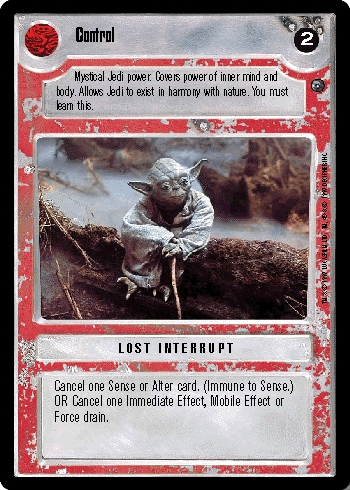 Control
2
Mystical Jedi power. Covers power of inner mind and
body. Allows Jedi to exist in harmony with nature. You must
learn this.
LOST INTERRUPT
Cancel one Sense or Alter card. (Immune to Sense.)
OR Cancel one Immediate Effect, Mobile Effect or
Force drain.